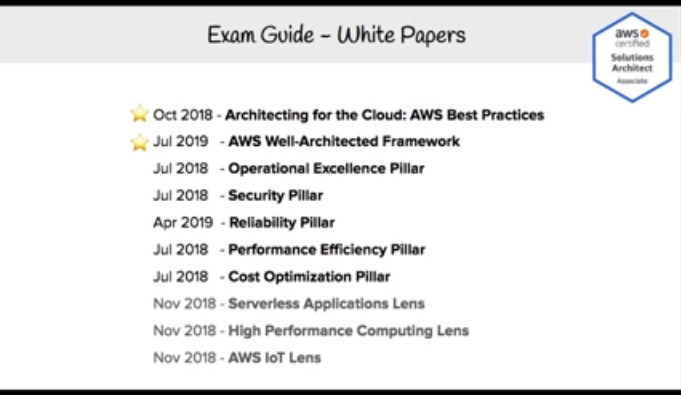 Exam Guide - White Papers
aws
certified
Solutions
Architect
Associate
Oct 2018 - Architecting for the Cloud: AWS Best Practices
Jul 2019 - AWS Well-Architected Framework
Jul 2018 - Operational Excellence Pillar
Jul 2018 - Security Pillar
Apr 2019 - Reliability Pillar
Jul 2018 - Performance Efficiency Pillar
Jul 2018 - Cost Optimization Pillar
Nov 2018 - Serverless Applications Lens
Nov 2018 - High Performance Computing Lens
Nov 2018 - AWS IoT Lens